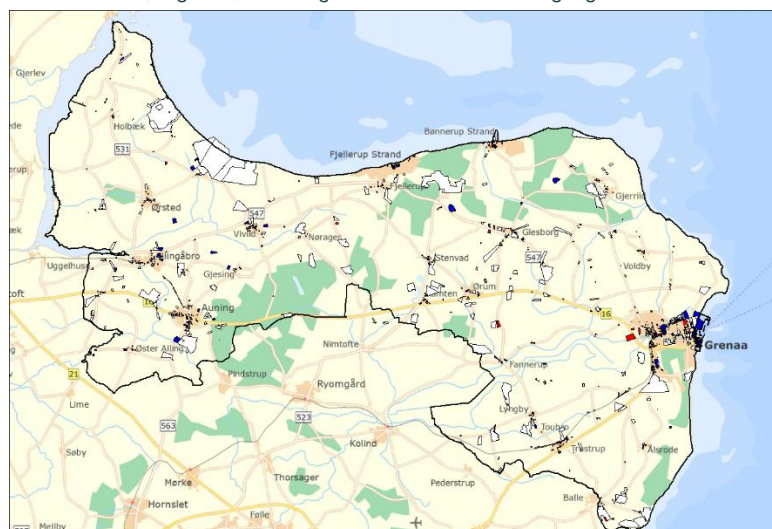 Gjerlev
Holbæk
531
Bønnerup Strand
Fjellerup Strand
Fjellerup
Gjerrild
Ørsted
547
Vivild
Nørager
Glesborg
547
Voldby
Uggelhuse
Gjesing
Stenvad
Ørum
16
16
Auning
Grenaa
Øster Alling
Nimtofte
Fannerup
Pindstrup
21
Ryomgård
Lime
Lyngby
523
Toubro
563
Kolind
Trustrup
Ålsrode
Søby
Mørke
Thorsager
Pederstrup
Hornslet
Balle
Følle